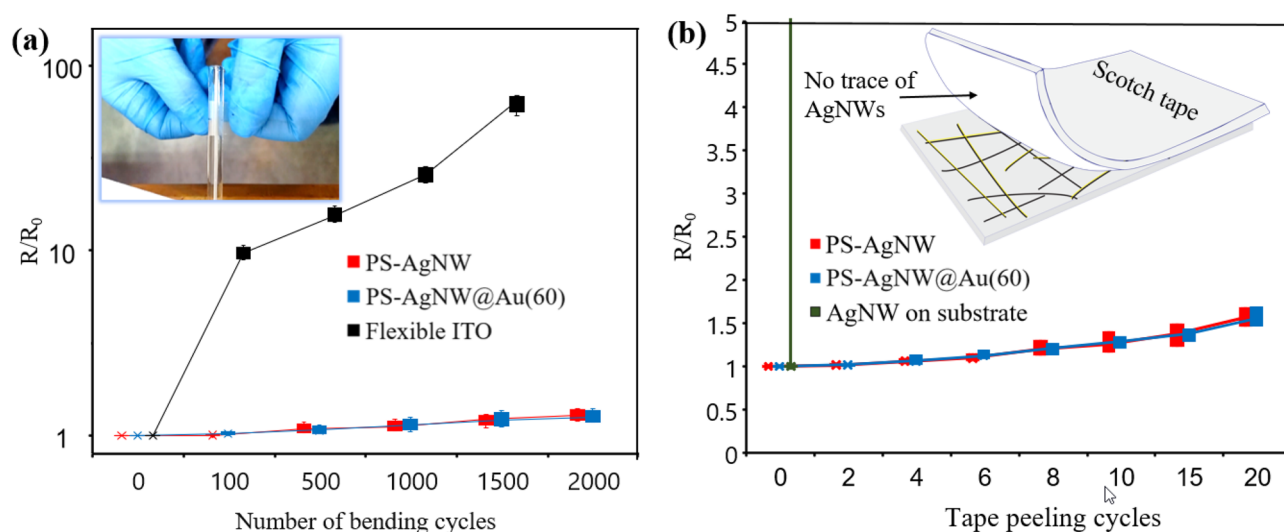 (a)
R/R0
100
10
1
PS-AgNW
PS-AgNW@Au(60)
Flexible ITO
0 100 500 1000 1500 2000
Number of bending cycles
(b)
R/R0
5
4.5
4
3.5
3
2.5
2
1.5
1
0.5
0
No trace of
AgNWs
Scotch tape
PS-AgNW
PS-AgNW@Au(60)
AgNW on substrate
0 2 4 6 8 10 15 20
Tape peeling cycles